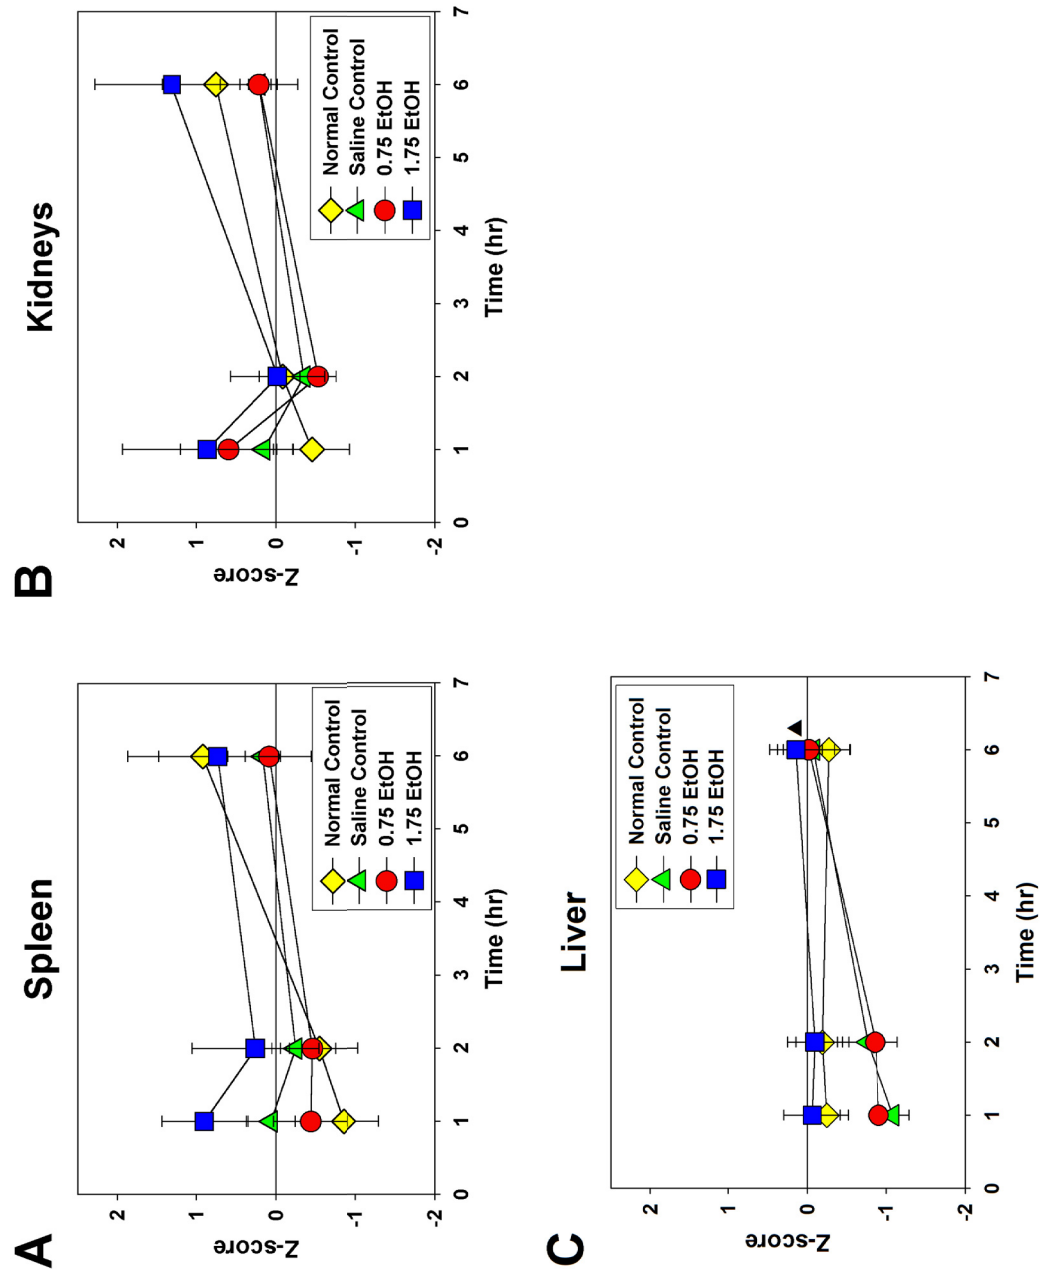 A
Spleen
2
1
0
-1
-2
Z-score
0
1
2
3
4
5
6
7
Time (hr)
Normal Control
Saline Control
0.75 EtOH
1.75 EtOH
B
Kidneys
2
1
0
-1
-2
Z-score
0
1
2
3
4
5
6
7
Time (hr)
Normal Control
Saline Control
0.75 EtOH
1.75 EtOH
C
Liver
2
1
0
-1
-2
Z-score
0
1
2
3
4
5
6
7
Time (hr)
Normal Control
Saline Control
0.75 EtOH
1.75 EtOH